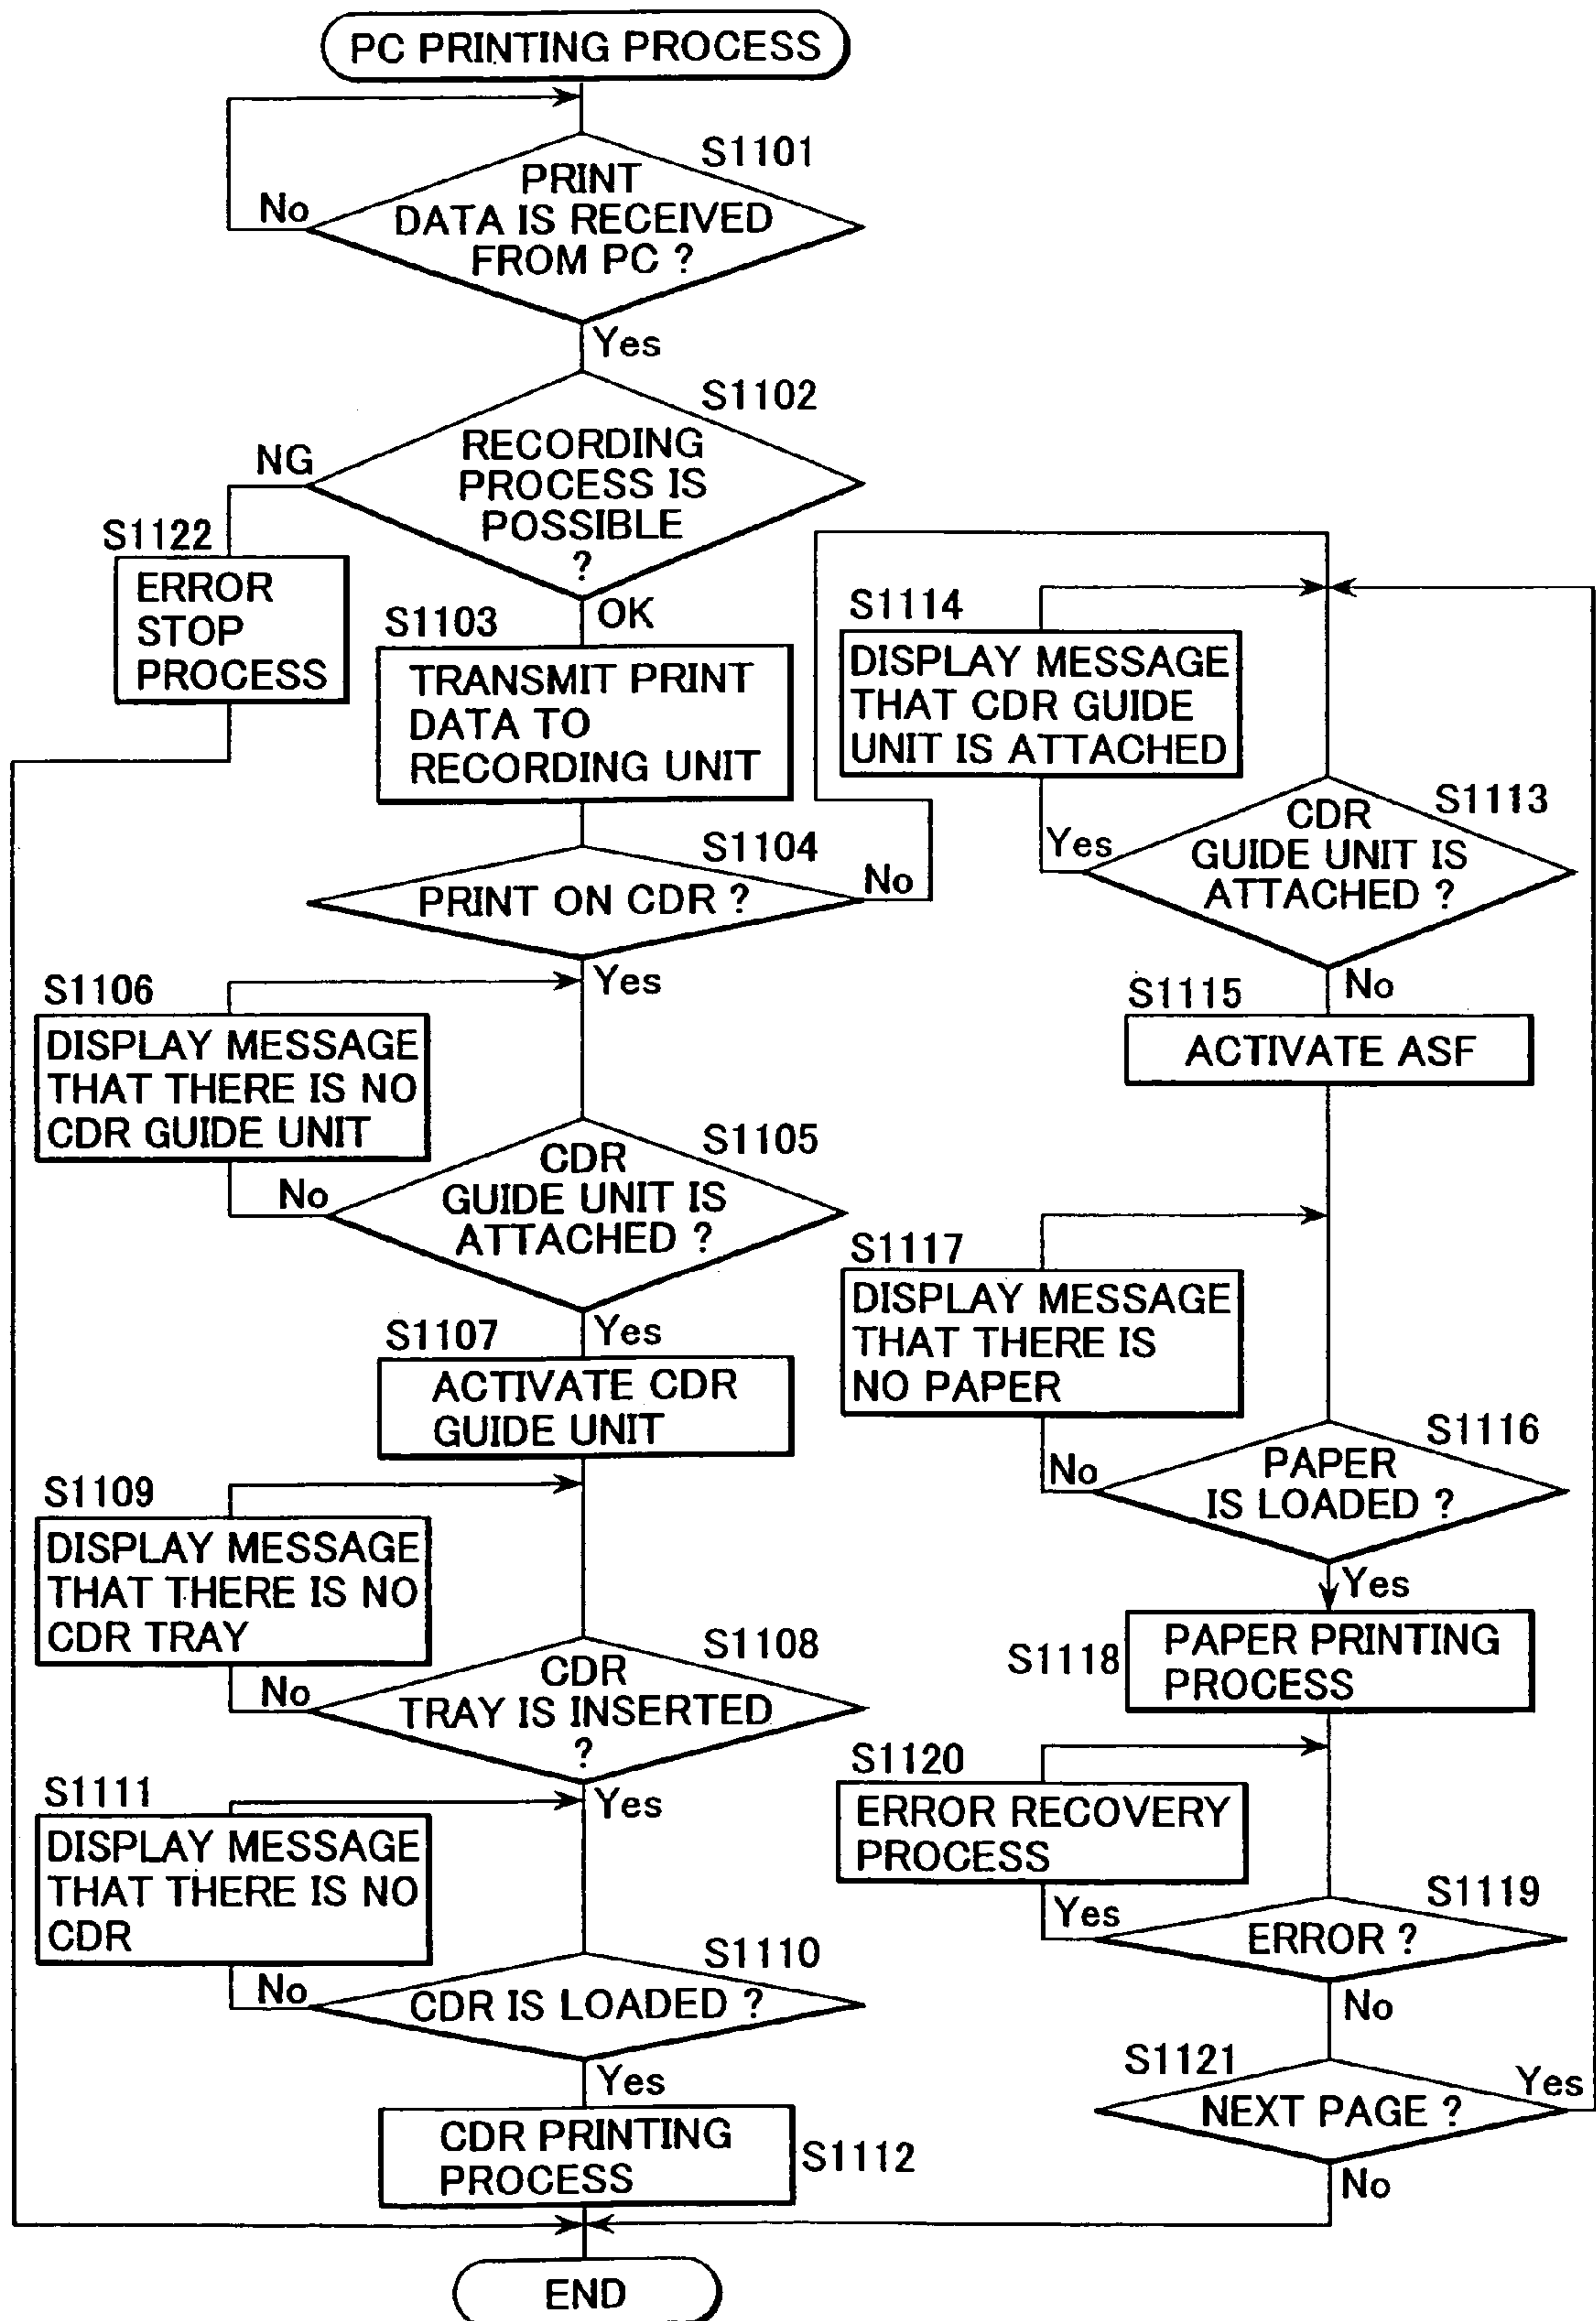 PC PRINTING PROCESS
S1101
PRINT
DATA IS RECEIVED
FROM PC ?
No
Yes
S1102
RECORDING
PROCESS IS
POSSIBLE
?
NG
OK
S1122
ERROR
STOP
PROCESS
S1103
TRANSMIT PRINT
DATA TO
RECORDING UNIT
S1104
PRINT ON CDR ?
No
Yes
S1106
DISPLAY MESSAGE
THAT THERE IS NO
CDR GUIDE UNIT
S1105
CDR
GUIDE UNIT IS
ATTACHED ?
No
Yes
S1107
ACTIVATE CDR
GUIDE UNIT
S1109
DISPLAY MESSAGE
THAT THERE IS NO
CDR TRAY
S1108
CDR
TRAY IS INSERTED
?
No
Yes
S1111
DISPLAY MESSAGE
THAT THERE IS NO
CDR
S1110
CDR IS LOADED ?
No
Yes
CDR PRINTING
PROCESS
S1112
S1114
DISPLAY MESSAGE
THAT CDR GUIDE
UNIT IS ATTACHED
S1113
CDR
GUIDE UNIT IS
ATTACHED ?
Yes
No
S1115
ACTIVATE ASF
S1117
DISPLAY MESSAGE
THAT THERE IS
NO PAPER
S1116
PAPER
IS LOADED ?
No
Yes
S1118
PAPER PRINTING
PROCESS
S1120
ERROR RECOVERY
PROCESS
S1119
ERROR ?
Yes
No
S1121
NEXT PAGE ?
Yes
No
END